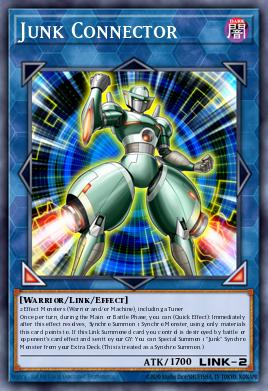 JUNK CONNECTOR
DARK
闇
[WARRIOR/LINK/EFFECT]
2 Effect Monsters (Warrior and/or Machine), including a Tuner
Once per turn, during the Main or Battle Phase, you can (Quick Effect): Immediately
after this effect resolves, Synchro Summon 1 Synchro Monster, using only materials
this card points to. If this Link Summoned card you control is destroyed by battle or
opponent's card effect and sent to your GY: You can Special Summon 1 "Junk" Synchro
Monster from your Extra Deck. (This is treated as a Synchro Summon.)
ATK/1700 LINK-2